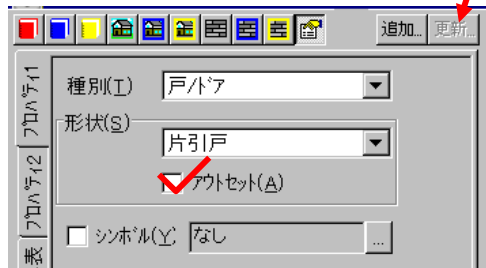 追加... 更新...
プロパティ1
種別(T) 戸/ドア
形状(S)
片引戸
アウトセット(A)
プロパティ2
シンボル(Y): なし ...
表